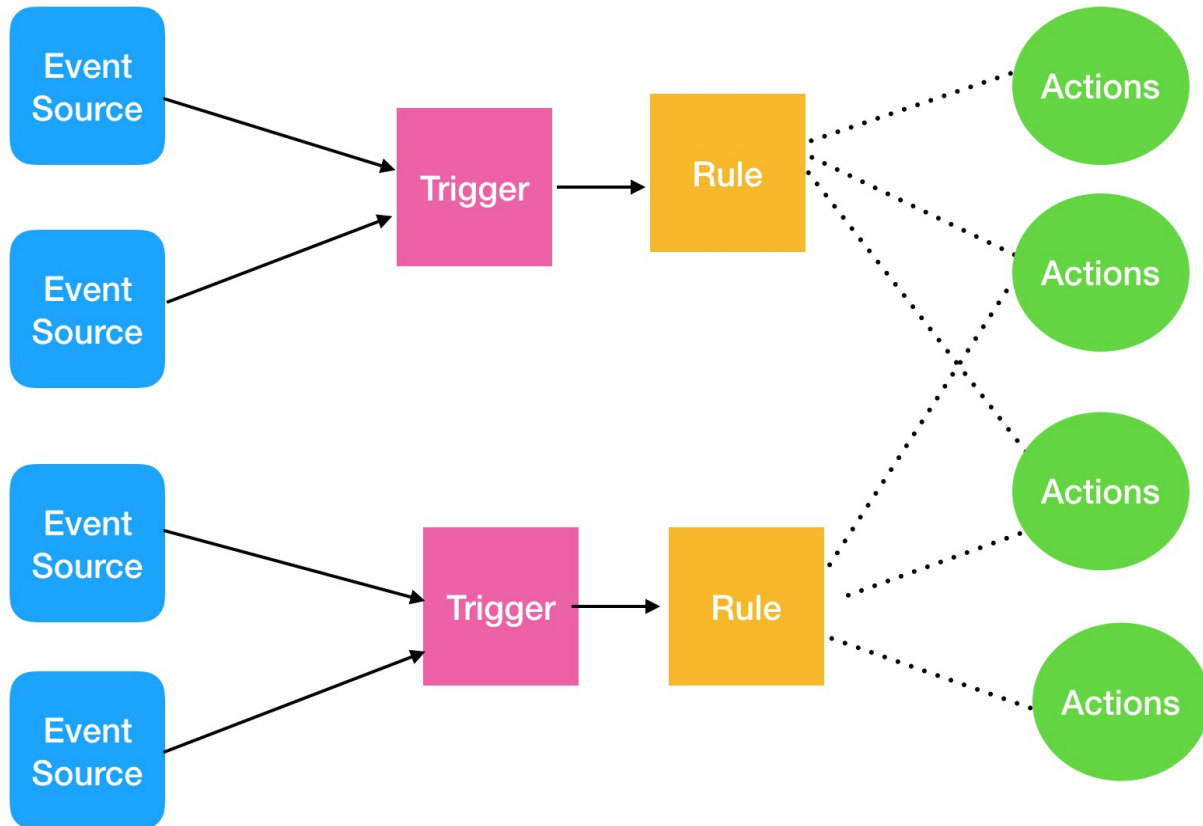 Event
Source
Trigger
Rule
Actions
Event
Source
Actions
Event
Source
Trigger
Rule
Actions
Event
Source
Actions